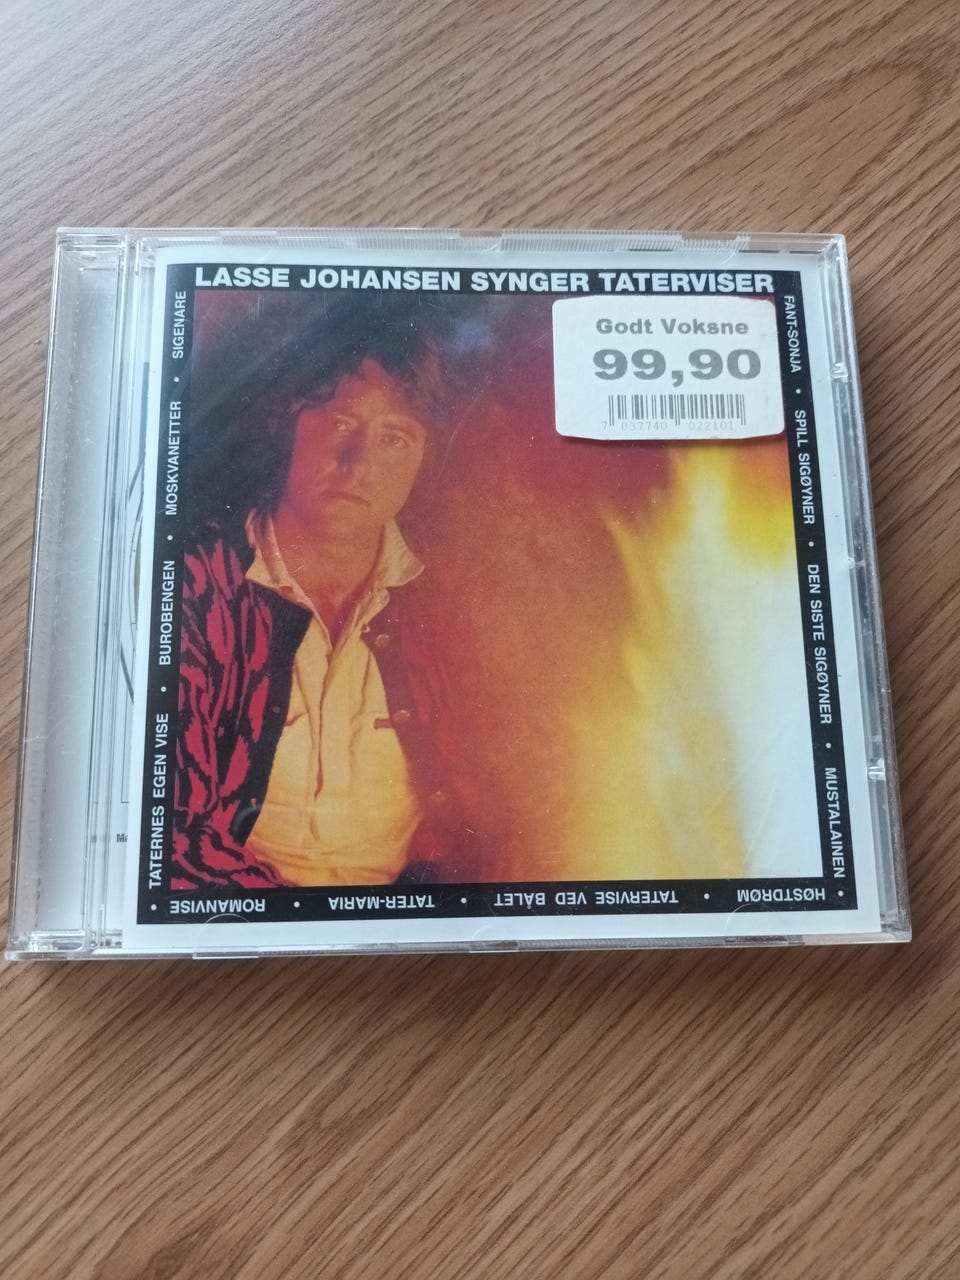 LASSE JOHANSEN SYNGER TATERVISER
Godt Voksne
99,90
7 037740 022101
FANT-SONJA • SPILL SIGØYNER • DEN SISTE SIGØYNER • MUSTALAINEN •
HØSTDRØM • TATERVISE VED BÅLET • TATER-MARIA • ROMANVISE •
TATERNES EGEN VISE • BUROBENGEN • MOSKVANETTER • SIGENARE